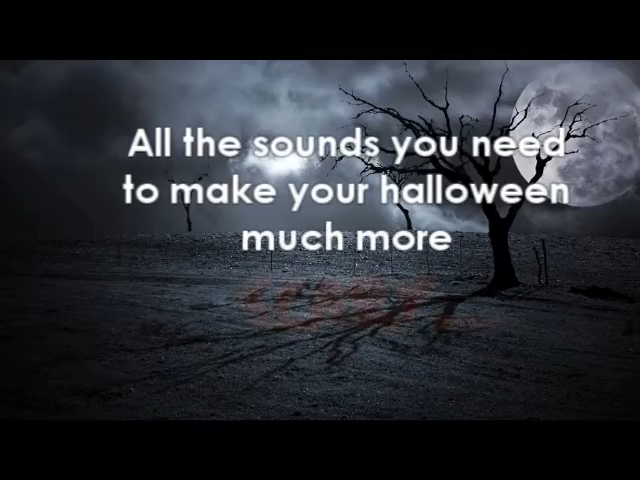 All the sounds you need
to make your halloween
much more